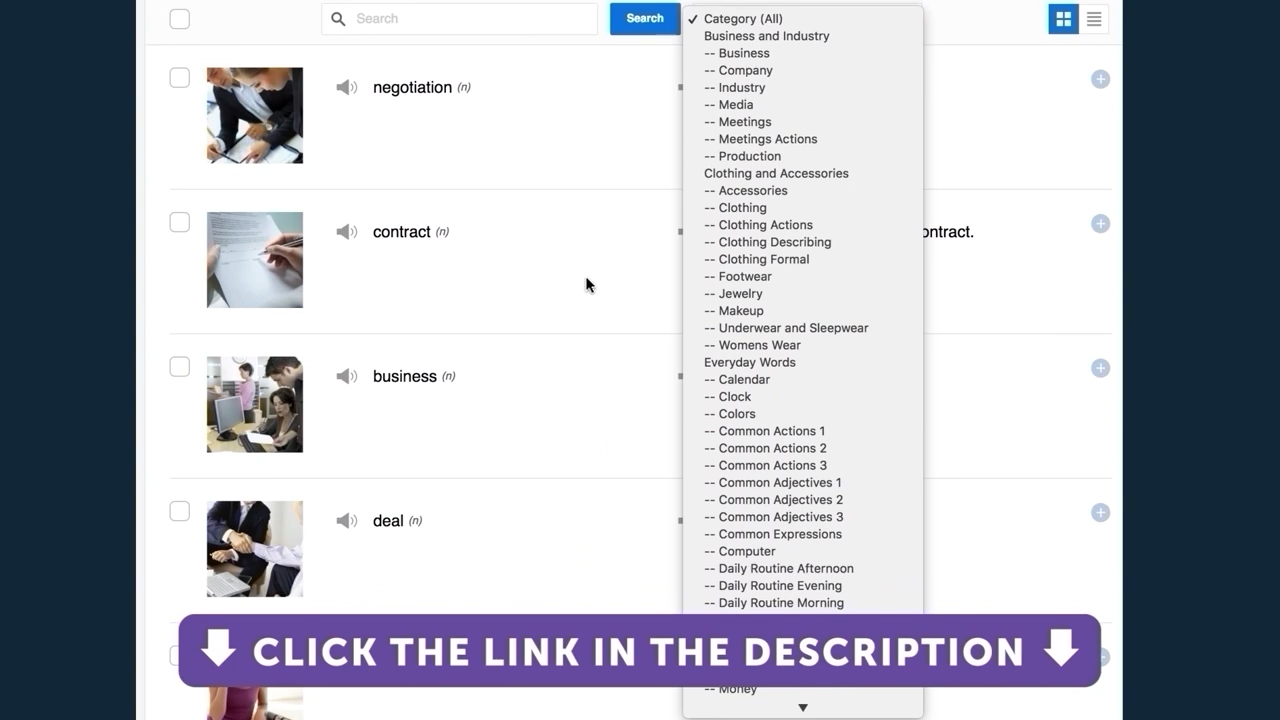 Search
Search
Category (All)
Business and Industry
-- Business
-- Company
-- Industry
-- Media
-- Meetings
-- Meetings Actions
-- Production
Clothing and Accessories
-- Accessories
-- Clothing
-- Clothing Actions
-- Clothing Describing
-- Clothing Formal
-- Footwear
-- Jewelry
-- Makeup
-- Underwear and Sleepwear
-- Womens Wear
Everyday Words
-- Calendar
-- Clock
-- Colors
-- Common Actions 1
-- Common Actions 2
-- Common Actions 3
-- Common Adjectives 1
-- Common Adjectives 2
-- Common Adjectives 3
-- Common Expressions
-- Computer
-- Daily Routine Afternoon
-- Daily Routine Evening
-- Daily Routine Morning
-- Money
negotiation (n)
contract (n)
ontract.
business (n)
deal (n)
CLICK THE LINK IN THE DESCRIPTION